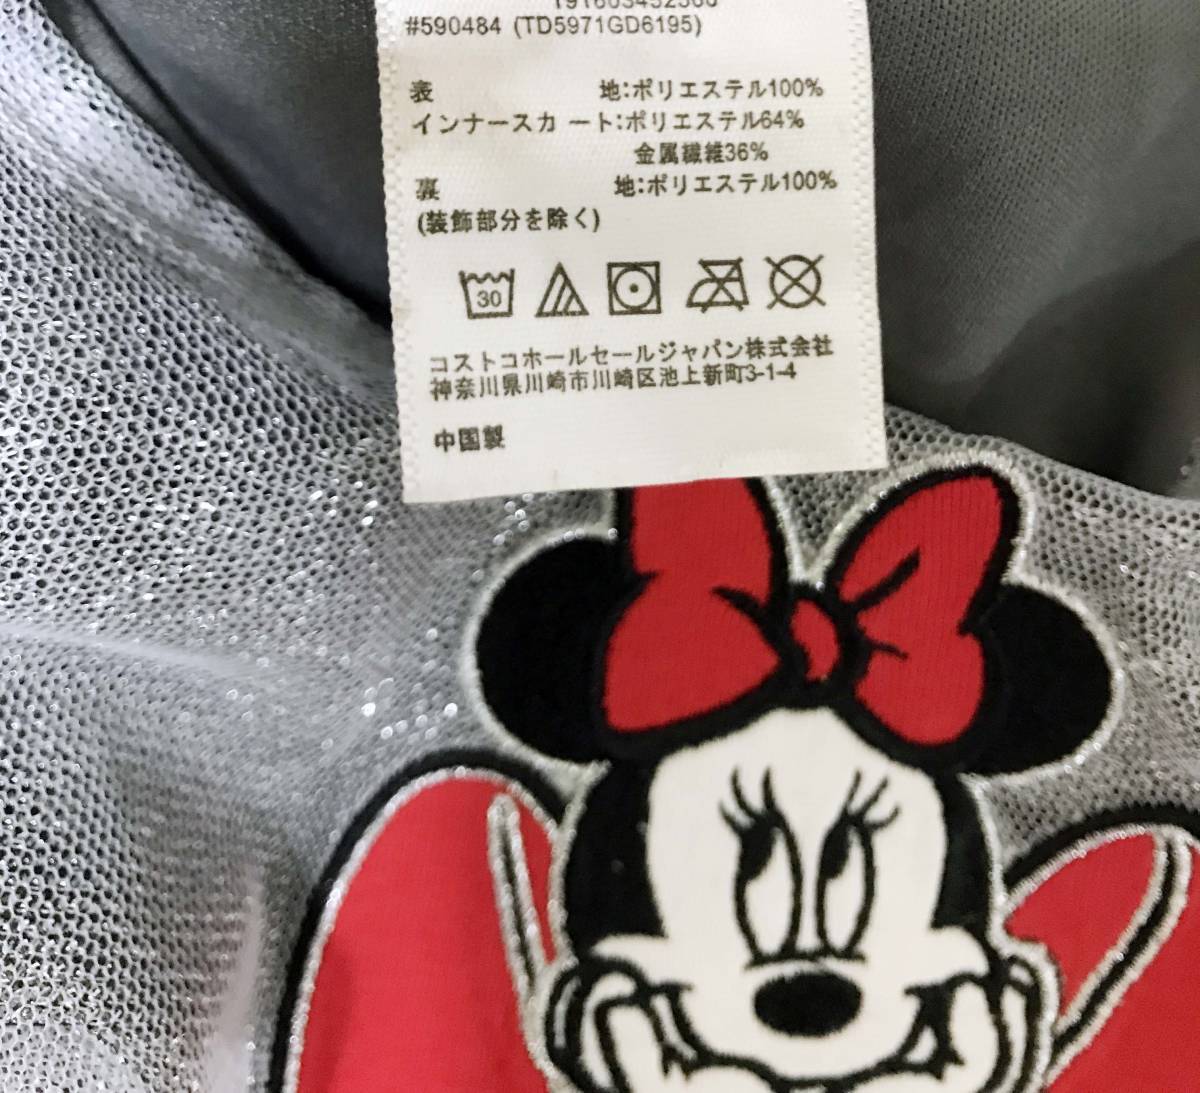 #590484 (TD5971GD6195)
表 地:ポリエステル100%
インナースカート:ポリエステル64%
金属繊維36%
裏 地:ポリエステル100%
(装飾部分を除く)
30
コストコホールセールジャパン株式会社
神奈川県川崎市川崎区池上新町3-1-4
中国製